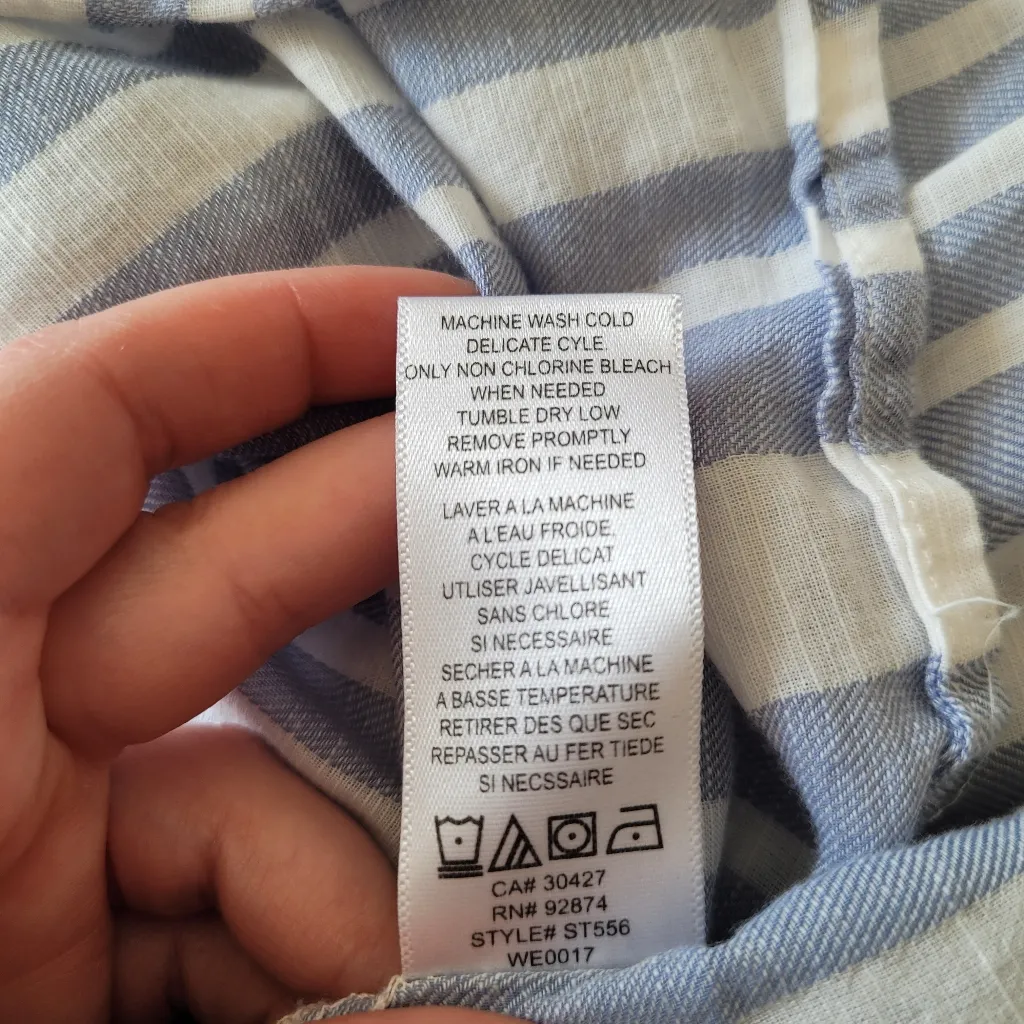 MACHINE WASH COLD
DELICATE CYLE
ONLY NON CHLORINE BLEACH
WHEN NEEDED
TUMBLE DRY LOW
REMOVE PROMPTLY
WARM IRON IF NEEDED
LAVER A LA MACHINE
A L'EAU FROIDE,
CYCLE DELICAT
UTLISER JAVELLISANT
SANS CHLORE
SI NECESSAIRE
SECHER A LA MACHINE
A BASSE TEMPERATURE
RETIRER DES QUE SEC
REPASSER AU FER TIEDE
SI NECSSAIRE
CA# 30427
RN# 92874
STYLE# ST556
WE0017